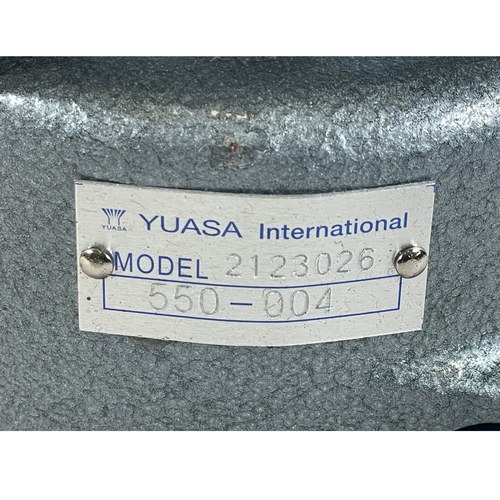 YUASA YUASA International
MODEL 2123026
550-004